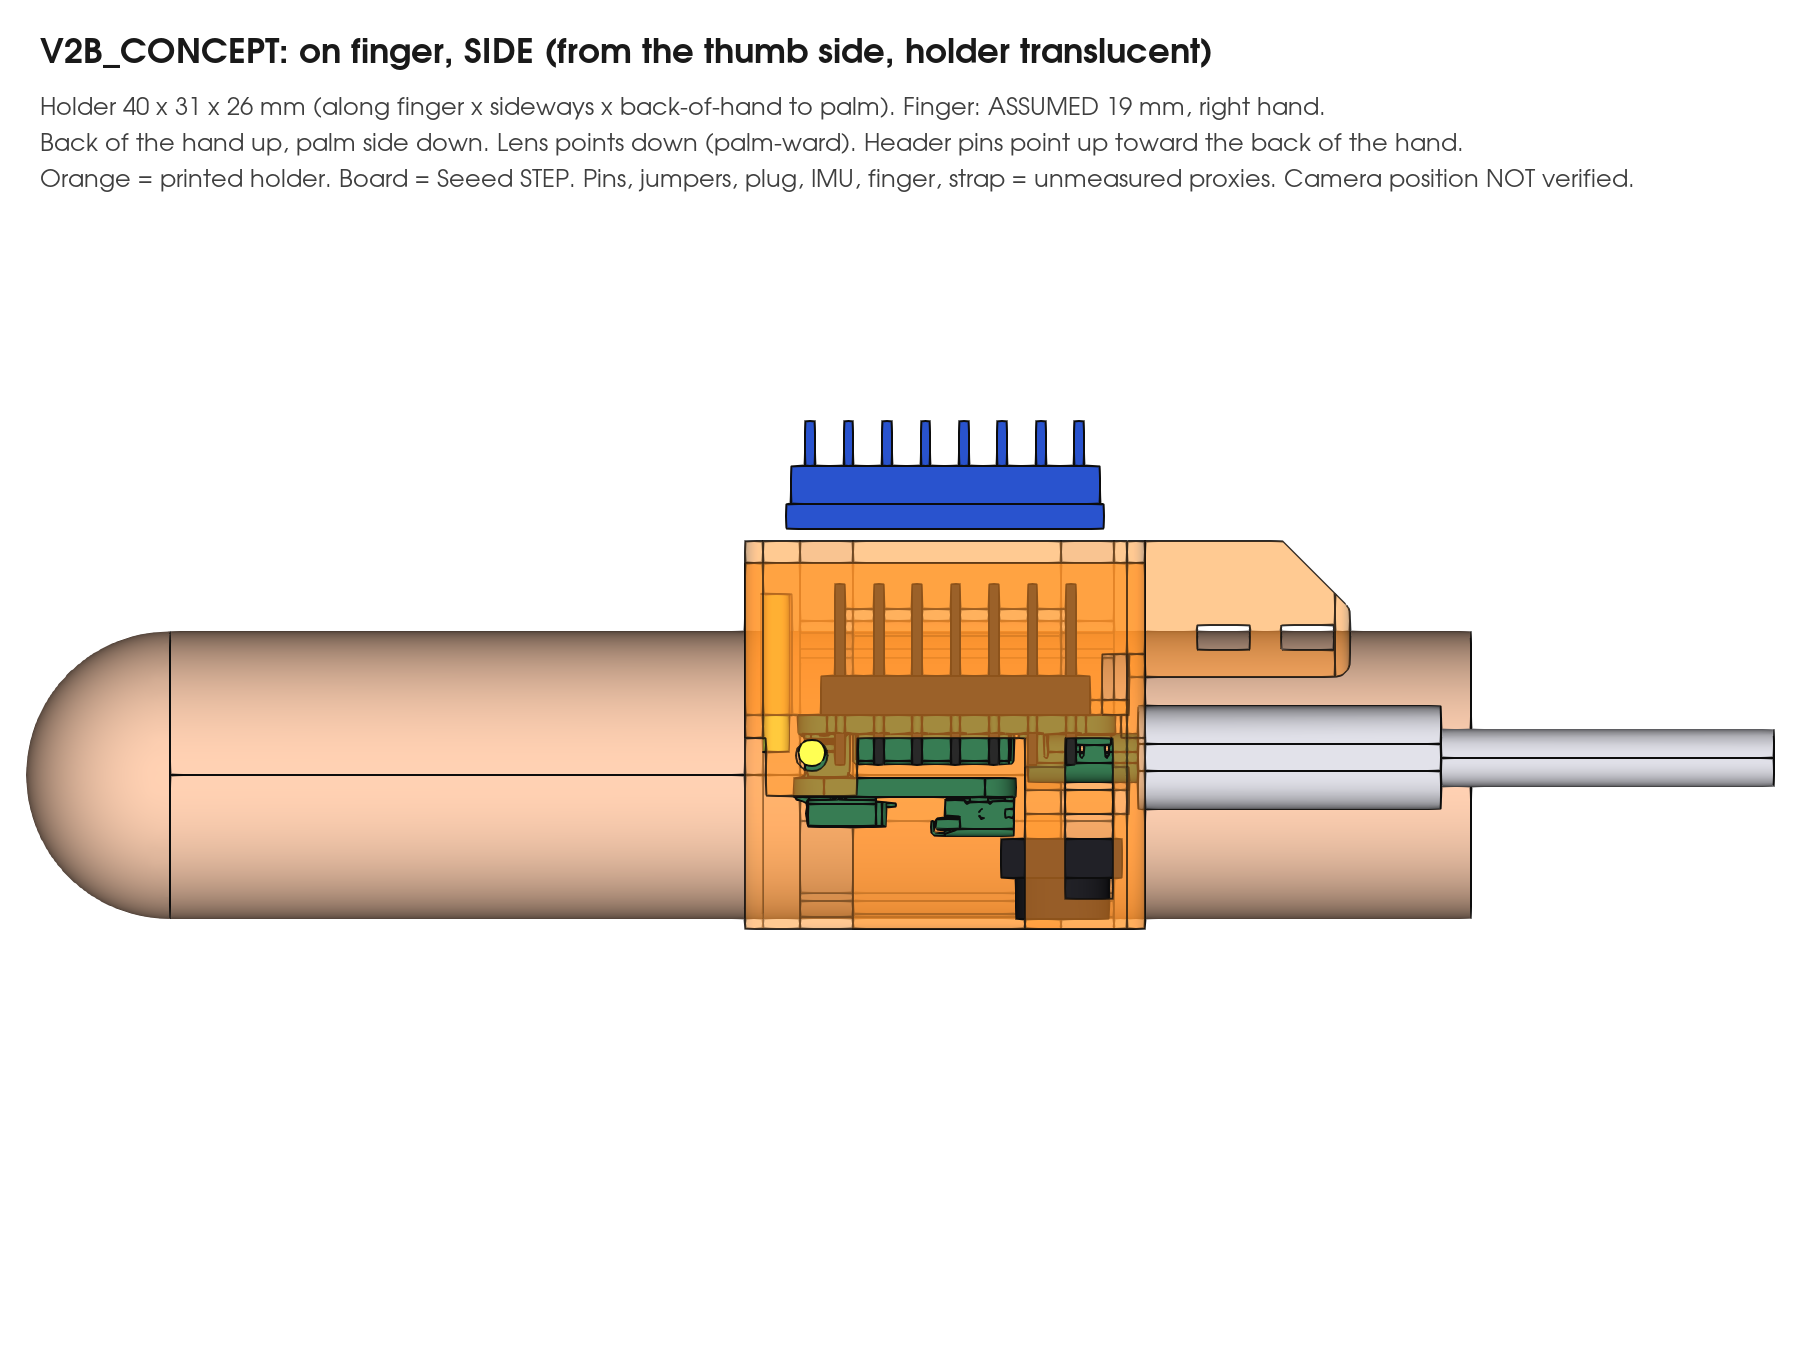 V2B_CONCEPT: on finger, SIDE (from the thumb side, holder translucent)
Holder 40 x 31 x 26 mm (along finger x sideways x back-of-hand to palm). Finger: ASSUMED 19 mm, right hand.
Back of the hand up, palm side down. Lens points down (palm-ward). Header pins point up toward the back of the hand.
Orange = printed holder. Board = Seeed STEP. Pins, jumpers, plug, IMU, finger, strap = unmeasured proxies. Camera position NOT verified.